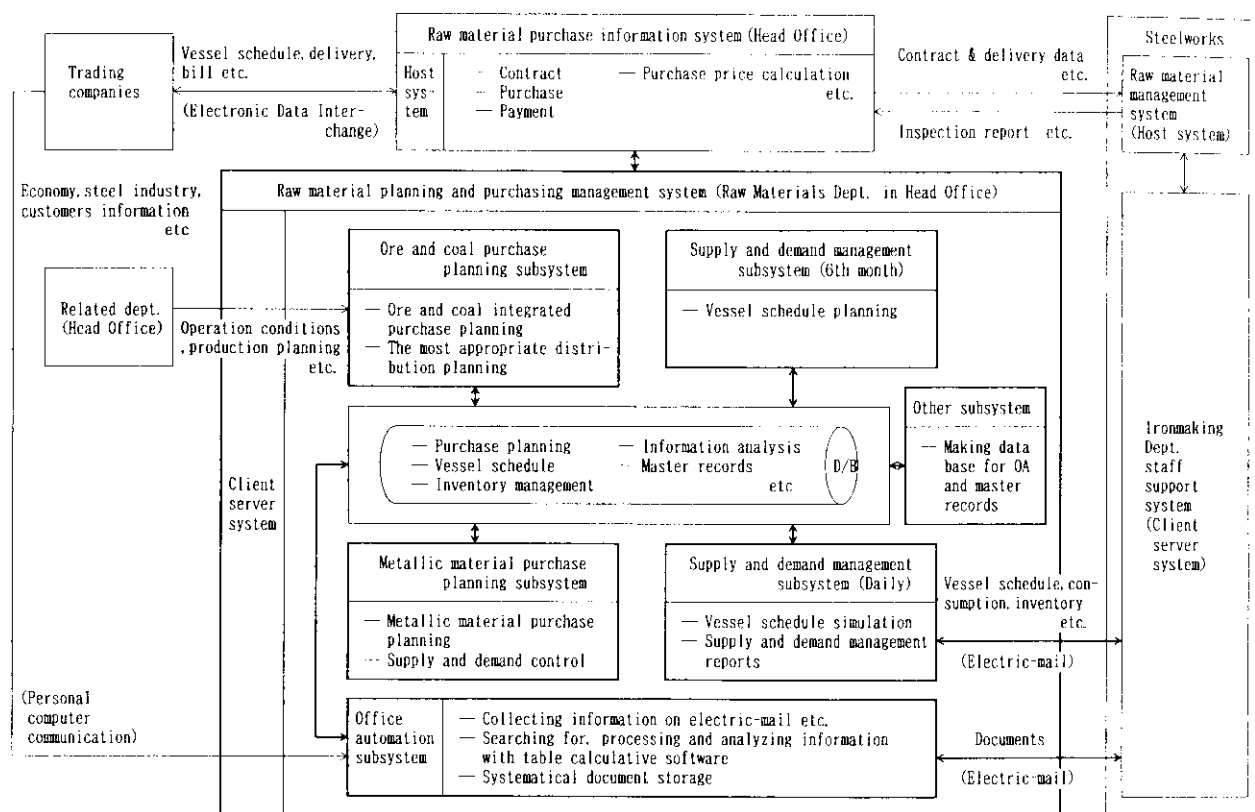 Raw material purchase information system (Head Office)
Host
sys-
tem
— Contract
— Purchase
— Payment
— Purchase price calculation
etc.
Trading
companies
Vessel schedule, delivery,
bill etc.
(Electronic Data Inter-
change)
Contract & delivery data
etc.
Inspection report etc.
Steelworks
Raw material
management
system
(Host system)
Economy, steel industry,
customers information
etc
Raw material planning and purchasing management system (Raw Materials Dept. in Head Office)
Client
server
system
Related dept.
(Head Office)
Operation conditions
, production planning
etc.
Ore and coal purchase
planning subsystem
— Ore and coal integrated
purchase planning
— The most appropriate distri-
bution planning
Supply and demand management
subsystem (6th month)
— Vessel schedule planning
— Purchase planning
— Vessel schedule
— Inventory management
— Information analysis
— Master records
etc
D/B
Other subsystem
— Making data
base for OA
and master
records
Ironmaking
Dept.
staff
support
system
(Client
server
system)
Metallic material purchase
planning subsystem
— Metallic material purchase
planning
— Supply and demand control
Supply and demand management
subsystem (Daily)
— Vessel schedule simulation
— Supply and demand management
reports
Vessel schedule, con-
sumption, inventory
etc.
(Electric-mail)
(Personal
computer
communication)
Office
automation
subsystem
— Collecting information on electric-mail etc.
— Searching for, processing and analyzing information
with table calculative software
— Systematical document storage
Documents
(Electric-mail)